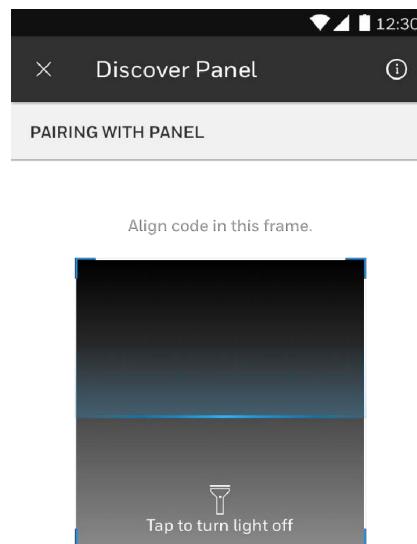 12:30
Discover Panel
PAIRING WITH PANEL
Align code in this frame.
Tap to turn light off